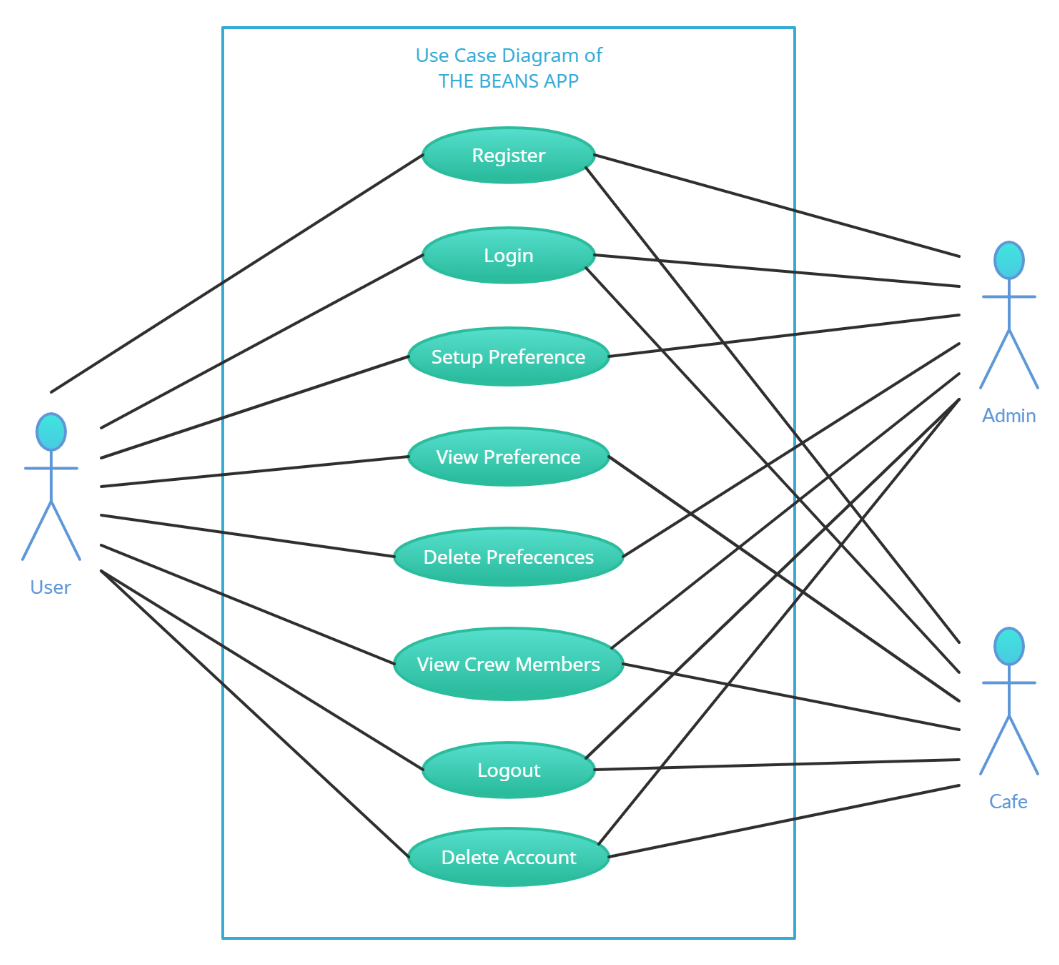 Use Case Diagram of
THE BEANS APP
Register
Login
Setup Preference
View Preference
Delete Prefecences
View Crew Members
Logout
Delete Account
User
Admin
Cafe